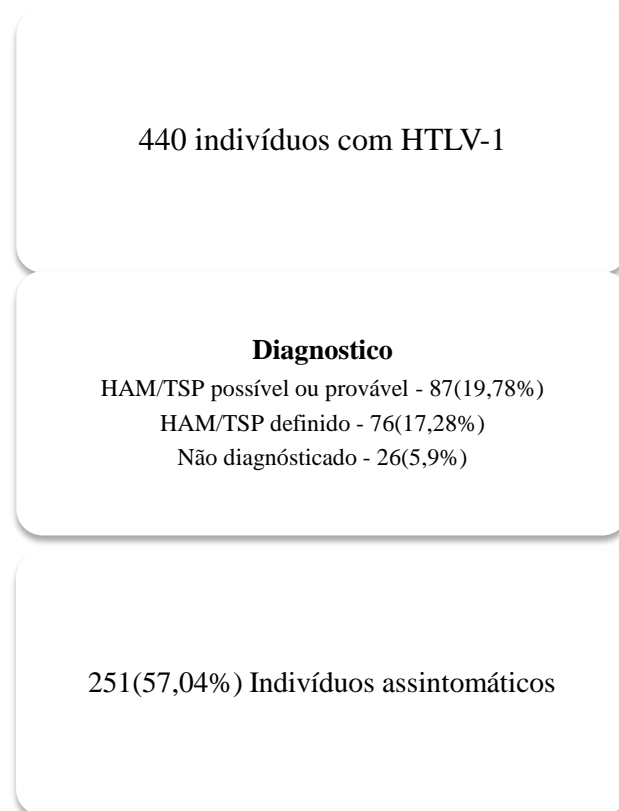 440 indivíduos com HTLV-1
Diagnostico
HAM/TSP possível ou provável - 87(19,78%)
HAM/TSP definido - 76(17,28%)
Não diagnósticado - 26(5,9%)
251(57,04%) Indivíduos assintomáticos